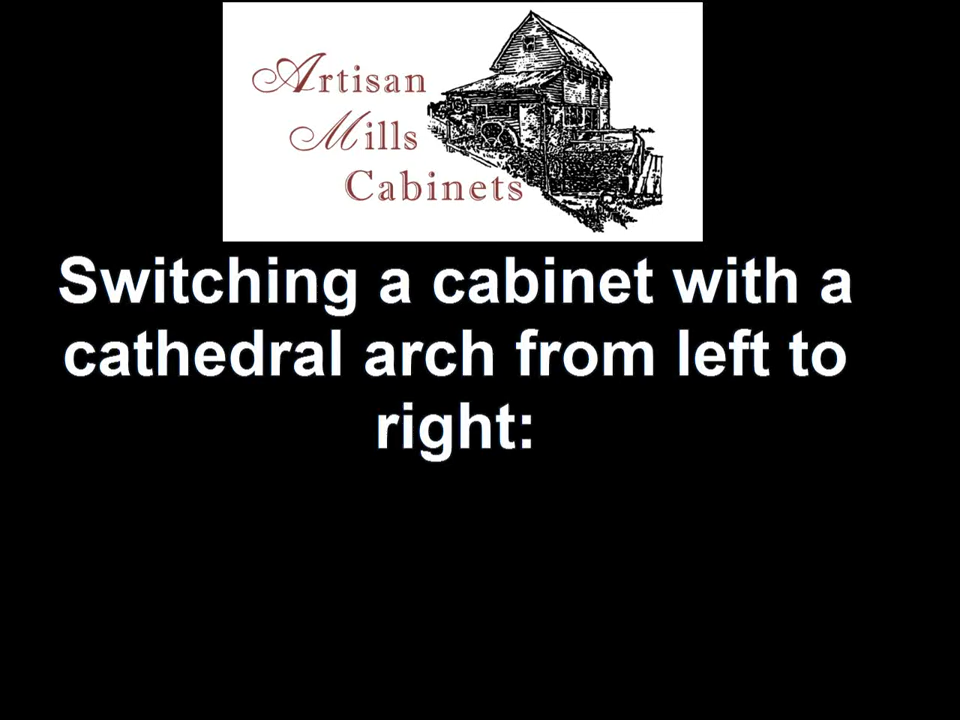 Artisan
Mills
Cabinets
Switching a cabinet with a
cathedral arch from left to
right: